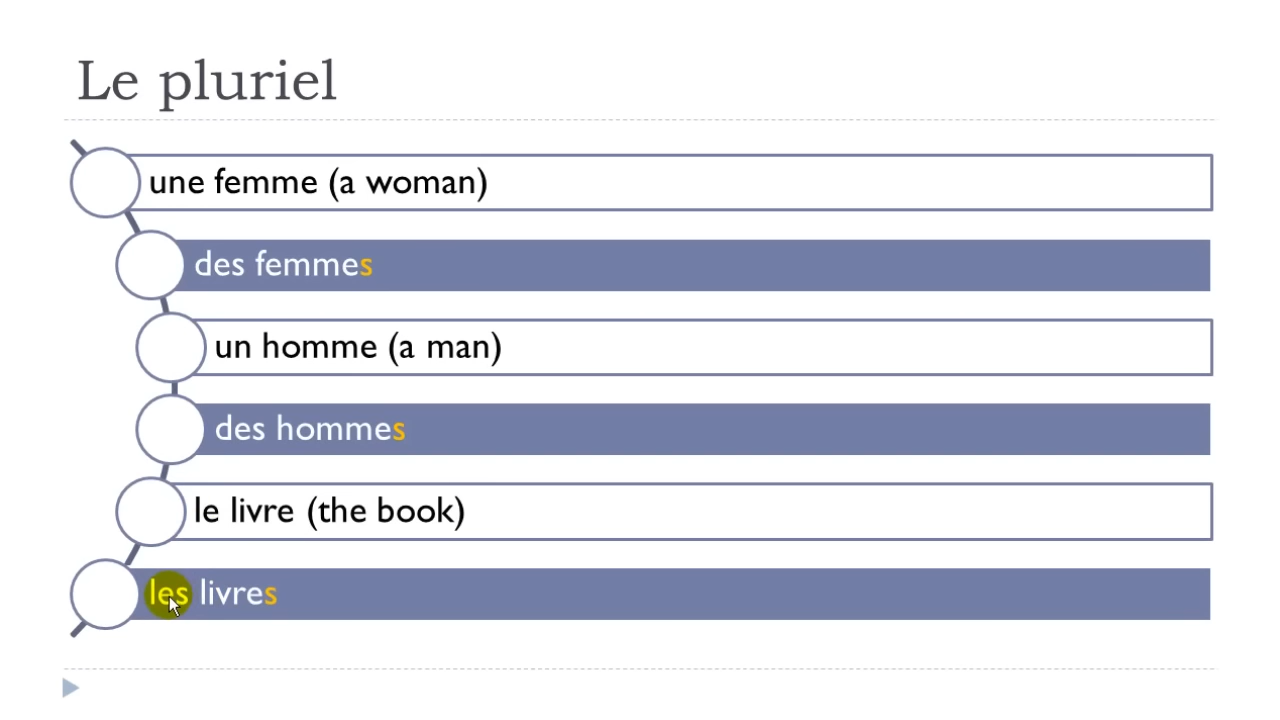 Le pluriel
une femme (a woman)
des femmes
un homme (a man)
des hommes
le livre (the book)
les livres